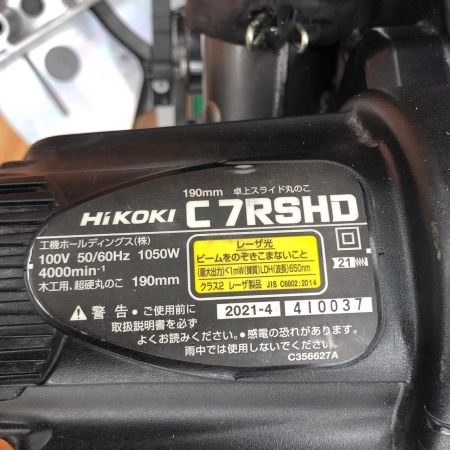 190mm 卓上スライド丸のこ
HiKOKI C 7RSHD
工機ホールディングス(株)
100V 50/60Hz 1050W
4000min-1
木工用、超硬丸のこ 190mm
レーザ光
ビームをのぞきこまないこと
(最大出力)<1mW(種質)LDH(波長)650nm
クラス2 レーザ製品 JIS C6802:2014
21
2021-4 410037
警告 ・ご使用前に
取扱説明書を必ず
よくお読みください。・感電の恐れがあります。
雨中では使用しないでください。
C356627A